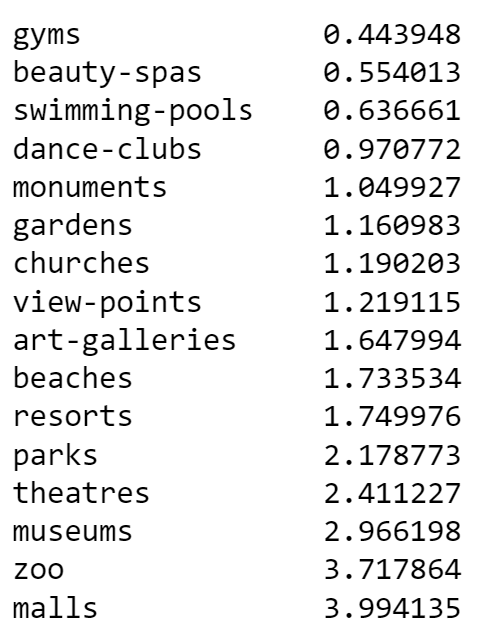 gyms 0.443948
beauty-spas 0.554013
swimming-pools 0.636661
dance-clubs 0.970772
monuments 1.049927
gardens 1.160983
churches 1.190203
view-points 1.219115
art-galleries 1.647994
beaches 1.733534
resorts 1.749976
parks 2.178773
theatres 2.411227
museums 2.966198
zoo 3.717864
malls 3.994135